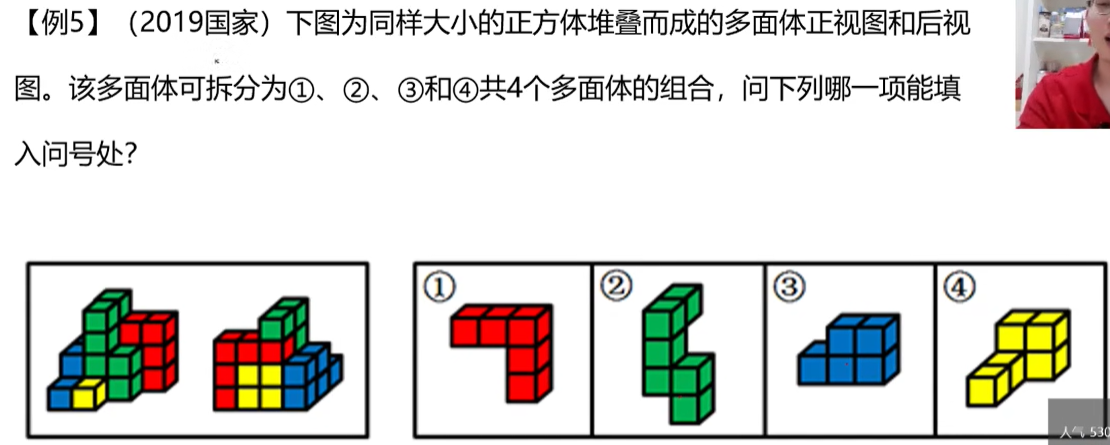 【例5】（2019国家）下图为同样大小的正方体堆叠而成的多面体正视图和后视
图。该多面体可拆分为①、②、③和④共4个多面体的组合，问下列哪一项能填
入问号处？
① ② ③ ④
人气 530